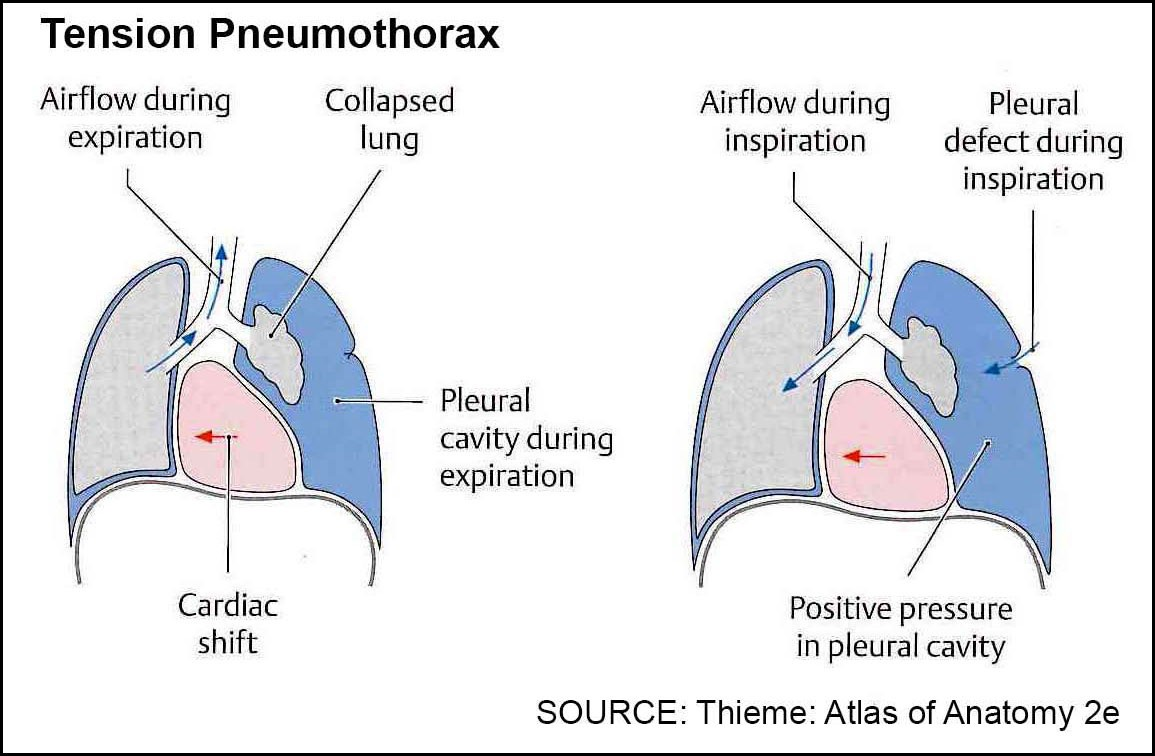 Tension Pneumothorax
Airflow during
expiration
Collapsed
lung
Pleural
cavity during
expiration
Cardiac
shift
Airflow during
inspiration
Pleural
defect during
inspiration
Positive pressure
in pleural cavity
SOURCE: Thieme: Atlas of Anatomy 2e